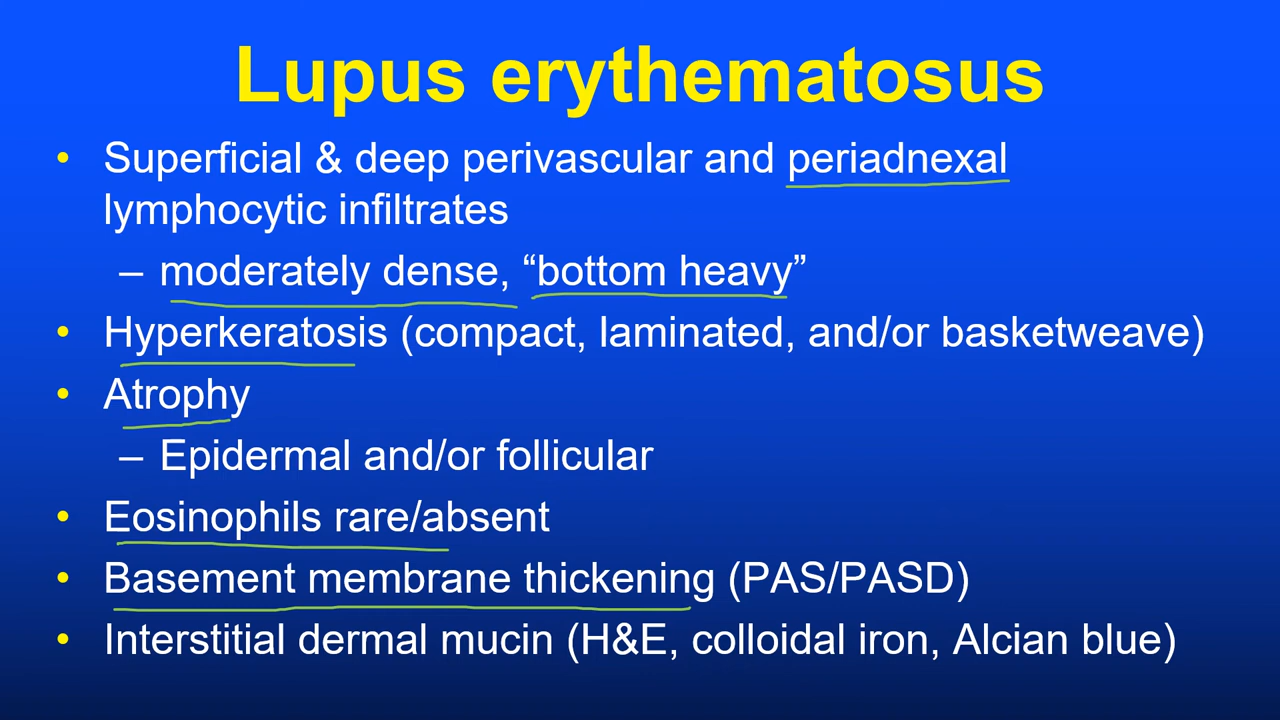 Lupus erythematosus
• Superficial & deep perivascular and periadnexal
lymphocytic infiltrates
– moderately dense, “bottom heavy”
• Hyperkeratosis (compact, laminated, and/or basketweave)
• Atrophy
– Epidermal and/or follicular
• Eosinophils rare/absent
• Basement membrane thickening (PAS/PASD)
• Interstitial dermal mucin (H&E, colloidal iron, Alcian blue)